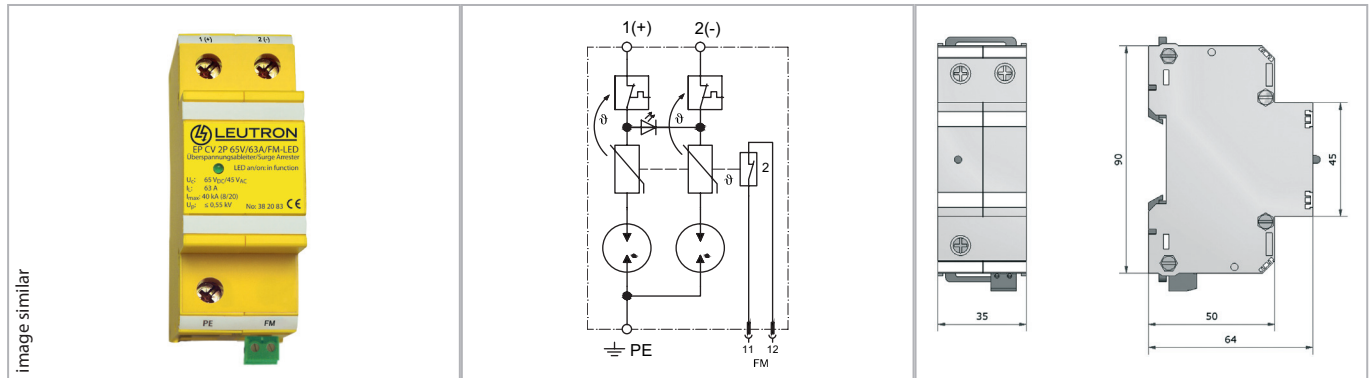 image similar
1(+) 2(-)
LEUTRON
EP CV 2P 65V/63A/FM-LED
Überspannungsableiter/Surge Arrester
LED an/on: in function
Uc: 65 VDC/45 VAC
IL: 63 A
Imax: 40 kA (8/20)
Up: ≤ 0,55 kV No: 38 20 83 CE
PE FM
1(+) 2(-)
ϑ ϑ
ϑ 2
PE
11 12
FM
35
90
45
50
64